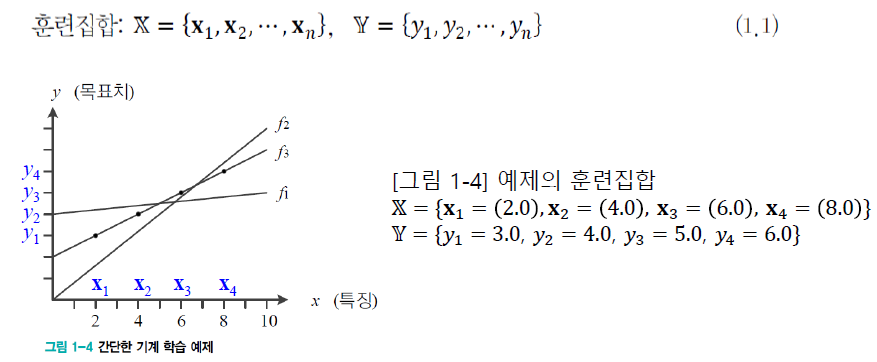 훈련집합: 𝕏 = {𝐱₁, 𝐱₂, ⋯ , 𝐱ₙ}, 𝕐 = {y₁, y₂, ⋯ , yₙ} (1.1)
y (목표치)
f₂
f₃
f₁
y₄
y₃
y₂
y₁
𝐱₁ 𝐱₂ 𝐱₃ 𝐱₄
x (특징)
2 4 6 8 10
그림 1-4 간단한 기계 학습 예제
[그림 1-4] 예제의 훈련집합
𝕏 = {𝐱₁ = (2.0), 𝐱₂ = (4.0), 𝐱₃ = (6.0), 𝐱₄ = (8.0)}
𝕐 = {y₁ = 3.0, y₂ = 4.0, y₃ = 5.0, y₄ = 6.0}